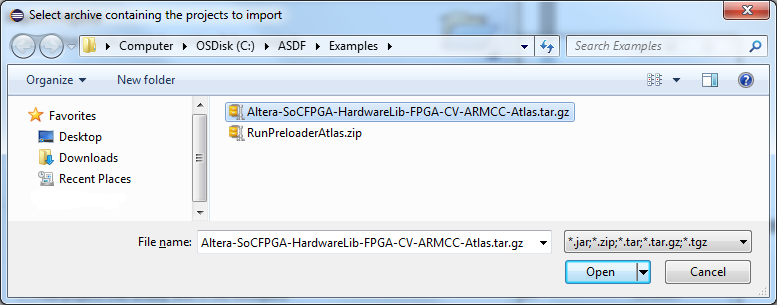 Select archive containing the projects to import
Computer OSDisk (C:) ASDF Examples
Search Examples
Organize New folder
Favorites
Desktop
Downloads
Recent Places
Altera-SoCFPGA-HardwareLib-FPGA-CV-ARMCC-Atlas.tar.gz
RunPreloaderAtlas.zip
File name: Altera-SoCFPGA-HardwareLib-FPGA-CV-ARMCC-Atlas.tar.gz *.jar;*.zip;*.tar;*.tar.gz;*.tgz
Open Cancel